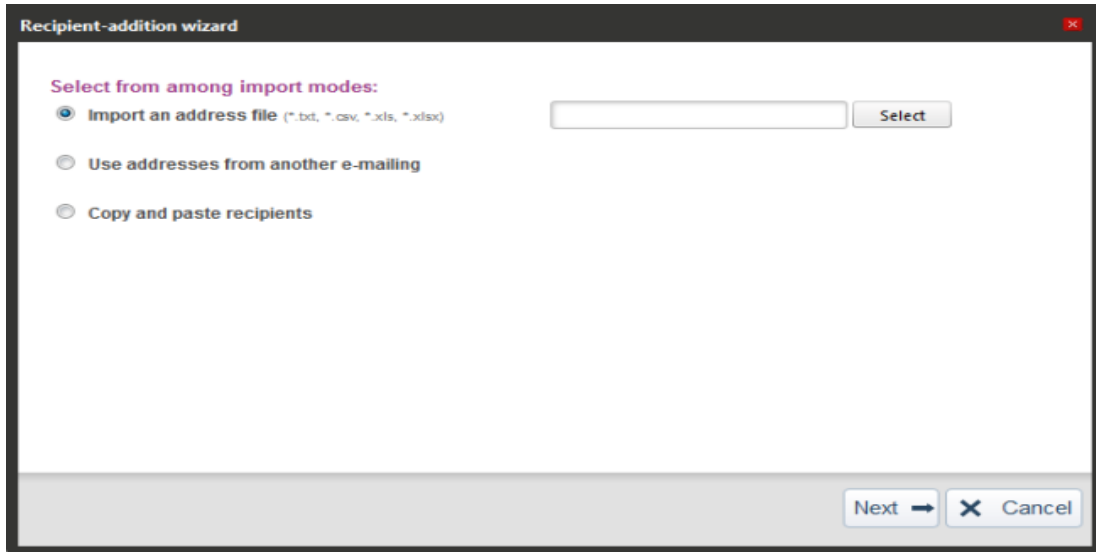 Recipient-addition wizard
Select from among import modes:
Import an address file (*.txt, *.csv, *.xls, *.xlsx) Select
Use addresses from another e-mailing
Copy and paste recipients
Next Cancel